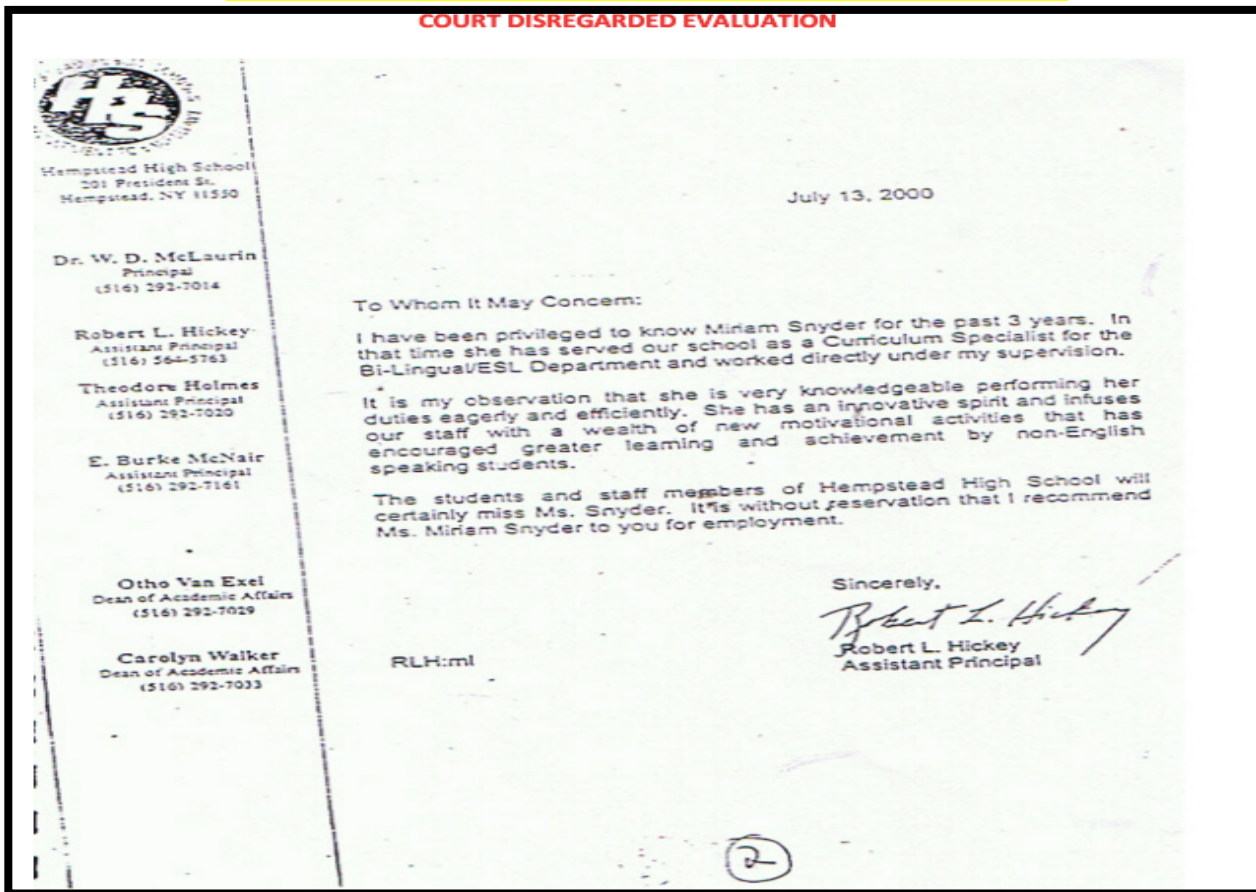 COURT DISREGARDED EVALUATION
HPS
Hempstead High School
201 President St.
Hempstead, NY 11550
Dr. W. D. McLaurin
Principal
(516) 292-7014
Robert L. Hickey
Assistant Principal
(516) 564-5763
Theodore Holmes
Assistant Principal
(516) 292-7020
E. Burke McNair
Assistant Principal
(516) 292-7161
Otho Van Exel
Dean of Academic Affairs
(516) 292-7029
Carolyn Walker
Dean of Academic Affairs
(516) 292-7033
July 13, 2000
To Whom It May Concern:
I have been privileged to know Miriam Snyder for the past 3 years. In
that time she has served our school as a Curriculum Specialist for the
Bi-Lingual/ESL Department and worked directly under my supervision.
It is my observation that she is very knowledgeable performing her
duties eagerly and efficiently. She has an innovative spirit and infuses
our staff with a wealth of new motivational activities that has
encouraged greater learning and achievement by non-English
speaking students.
The students and staff members of Hempstead High School will
certainly miss Ms. Snyder. It is without reservation that I recommend
Ms. Miriam Snyder to you for employment.
Sincerely,
Robert L. Hickey
Robert L. Hickey
Assistant Principal
RLH:ml
2